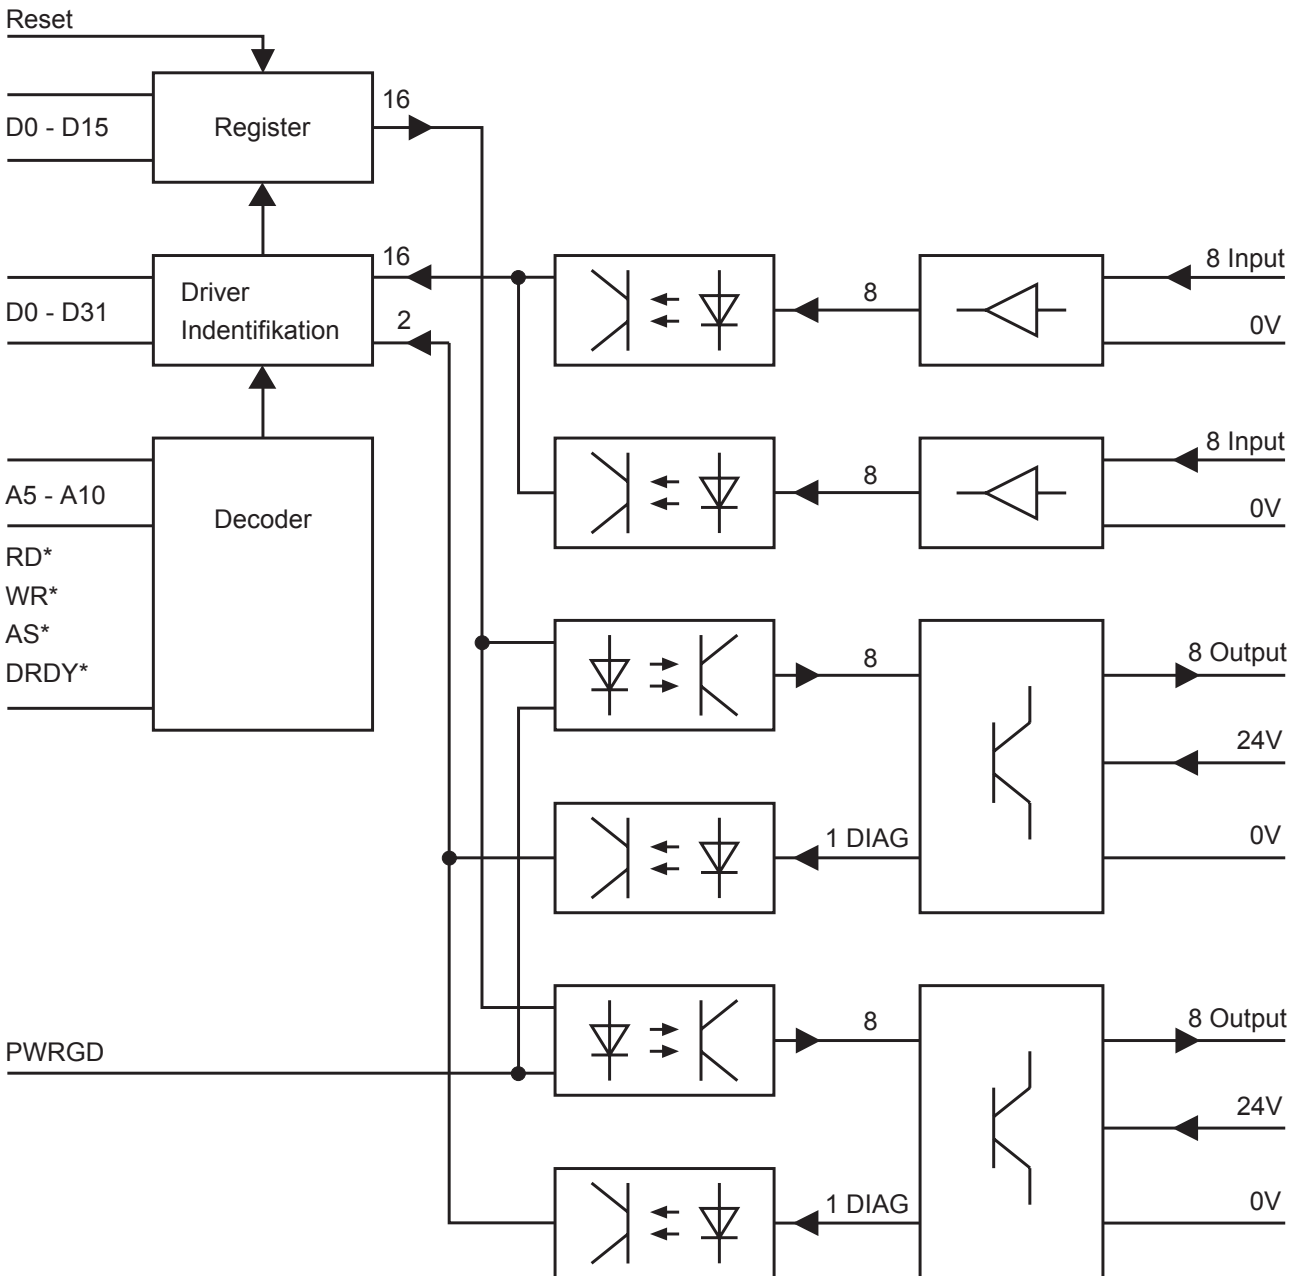 Reset
D0 - D15
Register
16
D0 - D31
Driver
Indentifikation
16
2
8
8 Input
0V
A5 - A10
RD*
WR*
AS*
DRDY*
Decoder
8
8 Input
0V
8
8 Output
24V
1 DIAG
0V
PWRGD
8
8 Output
24V
1 DIAG
0V